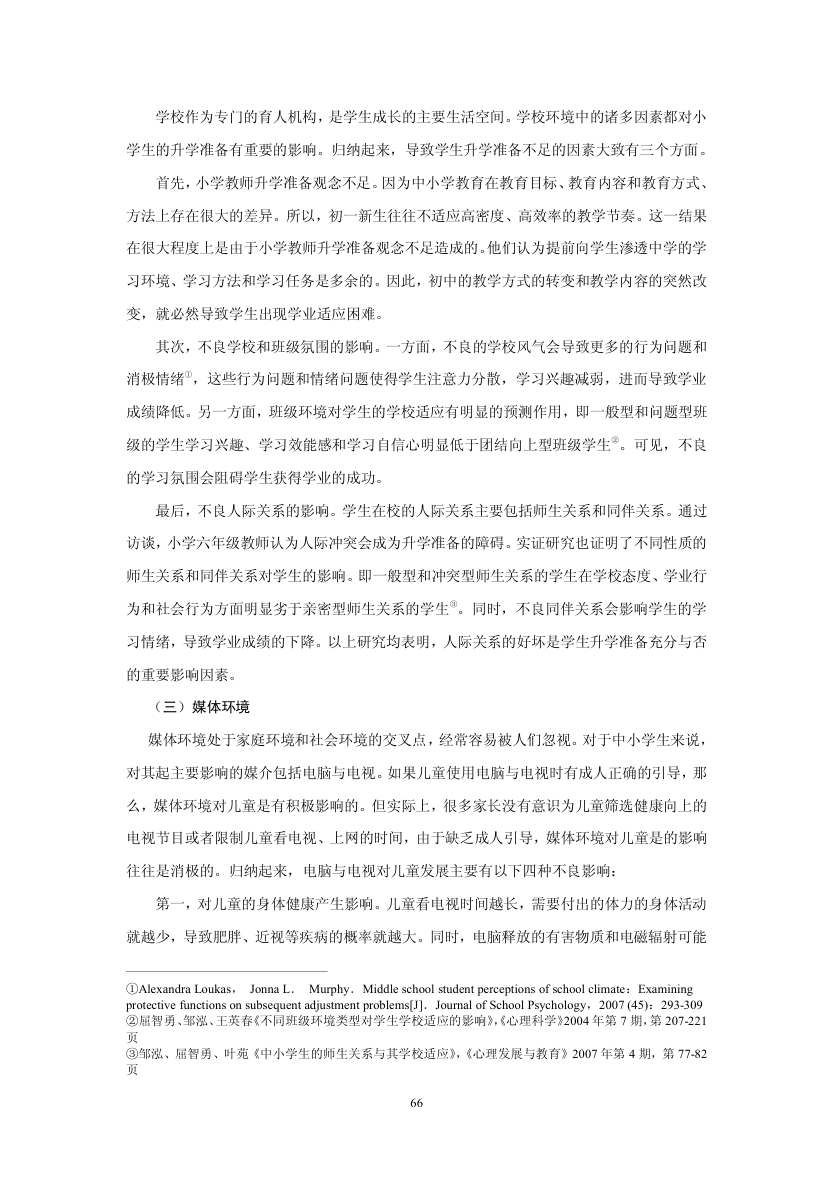 学校作为专门的育人机构，是学生成长的主要生活空间。学校环境中的诸多因素都对小
学生的升学准备有重要的影响。归纳起来，导致学生升学准备不足的因素大致有三个方面。
首先，小学教师升学准备观念不足。因为中小学教育在教育目标、教育内容和教育方式、
方法上存在很大的差异。所以，初一新生往往不适应高密度、高效率的教学节奏。这一结果
在很大程度上是由于小学教师升学准备观念不足造成的。他们认为提前向学生渗透中学的学
习环境、学习方法和学习任务是多余的。因此，初中的教学方式的转变和教学内容的突然改
变，就必然导致学生出现学业适应困难。
其次，不良学校和班级氛围的影响。一方面，不良的学校风气会导致更多的行为问题和
消极情绪①，这些行为问题和情绪问题使得学生注意力分散，学习兴趣减弱，进而导致学业
成绩降低。另一方面，班级环境对学生的学校适应有明显的预测作用，即一般型和问题型班
级的学生学习兴趣、学习效能感和学习自信心明显低于团结向上型班级学生②。可见，不良
的学习氛围会阻碍学生获得学业的成功。
最后，不良人际关系的影响。学生在校的人际关系主要包括师生关系和同伴关系。通过
访谈，小学六年级教师认为人际冲突会成为升学准备的障碍。实证研究也证明了不同性质的
师生关系和同伴关系对学生的影响。即一般型和冲突型师生关系的学生在学校态度、学业行
为和社会行为方面明显劣于亲密型师生关系的学生③。同时，不良同伴关系会影响学生的学
习情绪，导致学业成绩的下降。以上研究均表明，人际关系的好坏是学生升学准备充分与否
的重要影响因素。
（三）媒体环境
媒体环境处于家庭环境和社会环境的交叉点，经常容易被人们忽视。对于中小学生来说，
对其起主要影响的媒介包括电脑与电视。如果儿童使用电脑与电视时有成人正确的引导，那
么，媒体环境对儿童是有积极影响的。但实际上，很多家长没有意识为儿童筛选健康向上的
电视节目或者限制儿童看电视、上网的时间，由于缺乏成人引导，媒体环境对儿童是的影响
往往是消极的。归纳起来，电脑与电视对儿童发展主要有以下四种不良影响：
第一，对儿童的身体健康产生影响。儿童看电视时间越长，需要付出的体力的身体活动
就越少，导致肥胖、近视等疾病的概率就越大。同时，电脑释放的有害物质和电磁辐射可能
①Alexandra Loukas， Jonna L． Murphy．Middle school student perceptions of school climate：Examining
protective functions on subsequent adjustment problems[J]．Journal of School Psychology，2007 (45)：293-309
②屈智勇、邹泓、王英春《不同班级环境类型对学生学校适应的影响》，《心理科学》2004 年第 7 期，第 207-221
页
③邹泓、屈智勇、叶苑《中小学生的师生关系与其学校适应》，《心理发展与教育》2007 年第 4 期，第 77-82
页
66